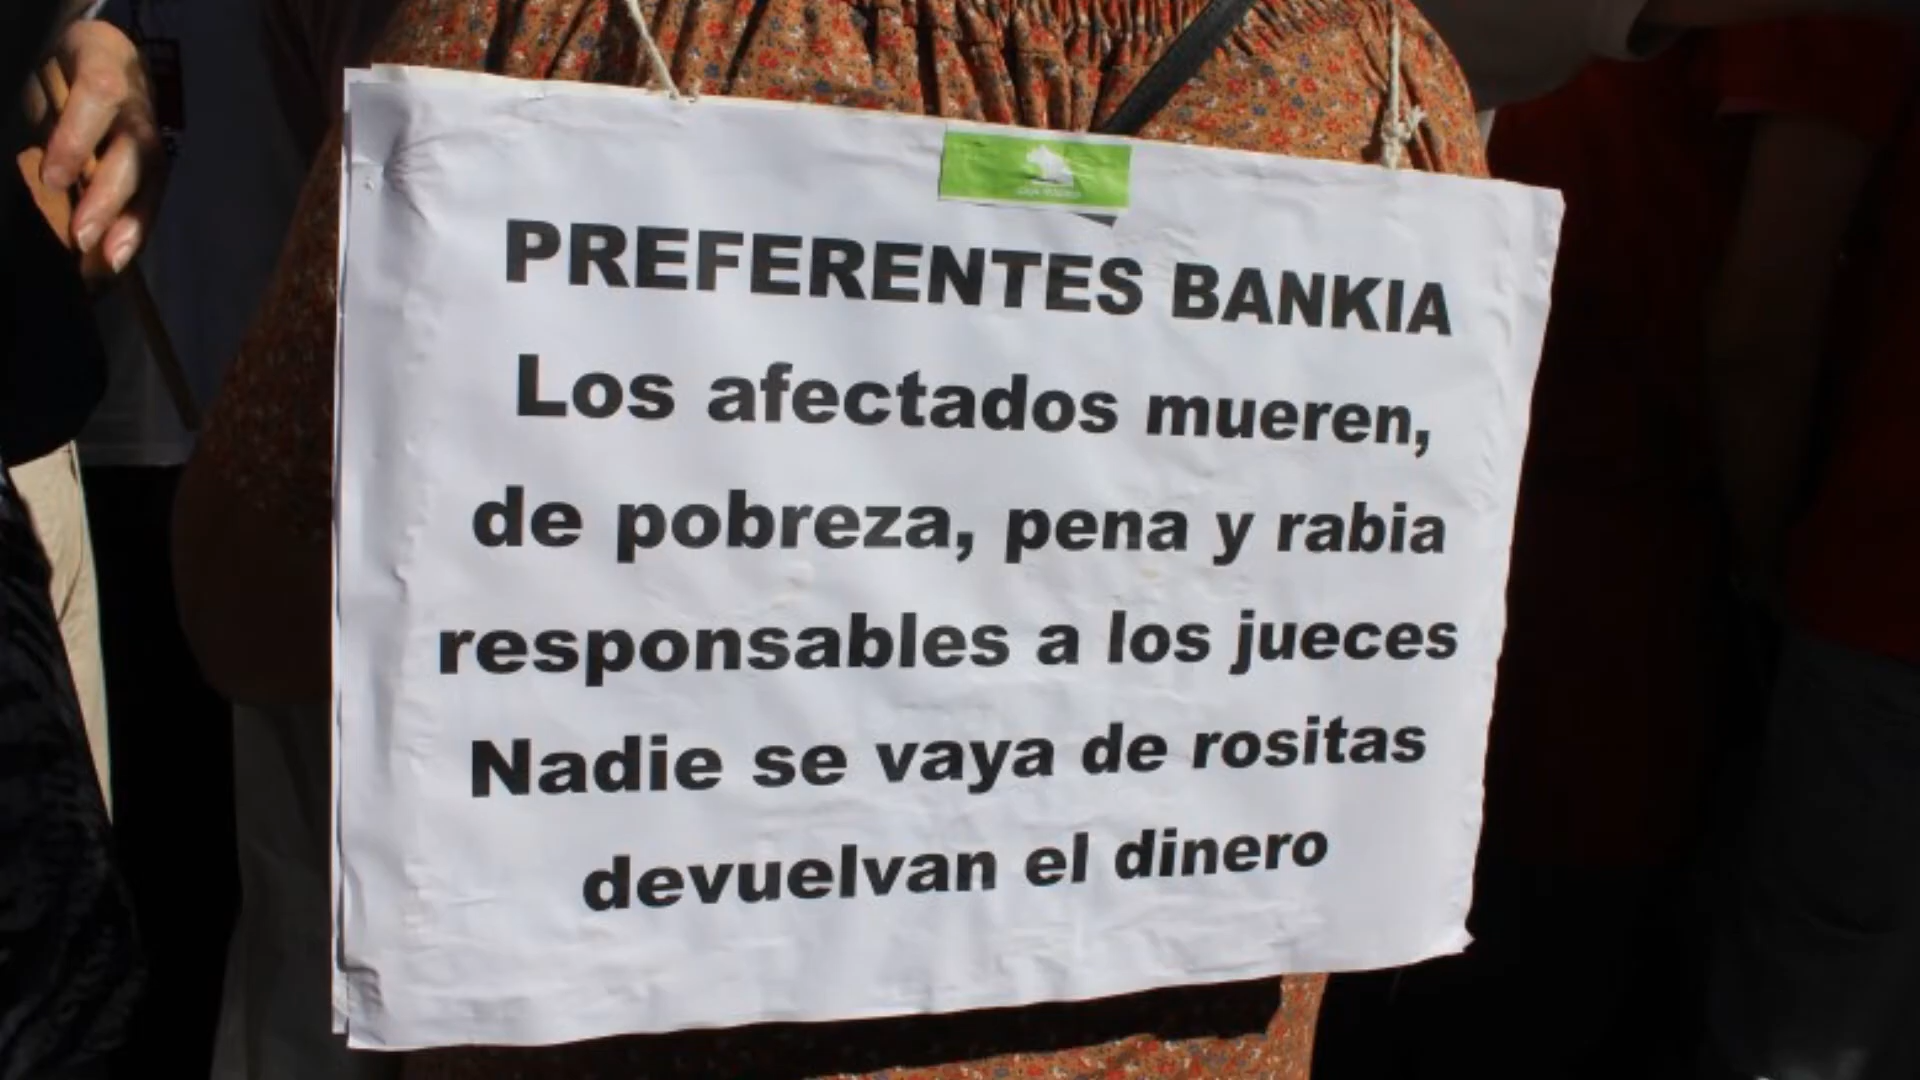 PREFERENTES BANKIA
Los afectados mueren,
de pobreza, pena y rabia
responsables a los jueces
Nadie se vaya de rositas
devuelvan el dinero